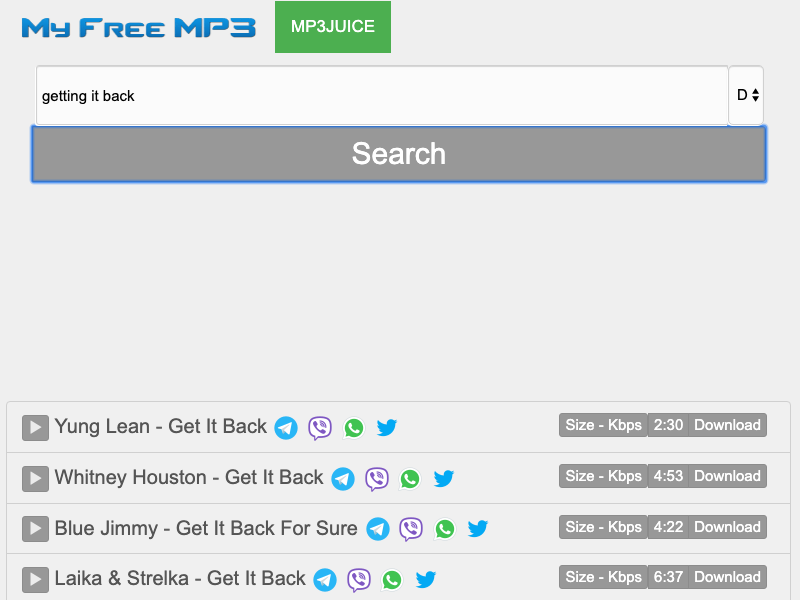 My Free MP3 MP3JUICE
getting it back D
Search
Yung Lean - Get It Back Size - Kbps 2:30 Download
Whitney Houston - Get It Back Size - Kbps 4:53 Download
Blue Jimmy - Get It Back For Sure Size - Kbps 4:22 Download
Laika & Strelka - Get It Back Size - Kbps 6:37 Download